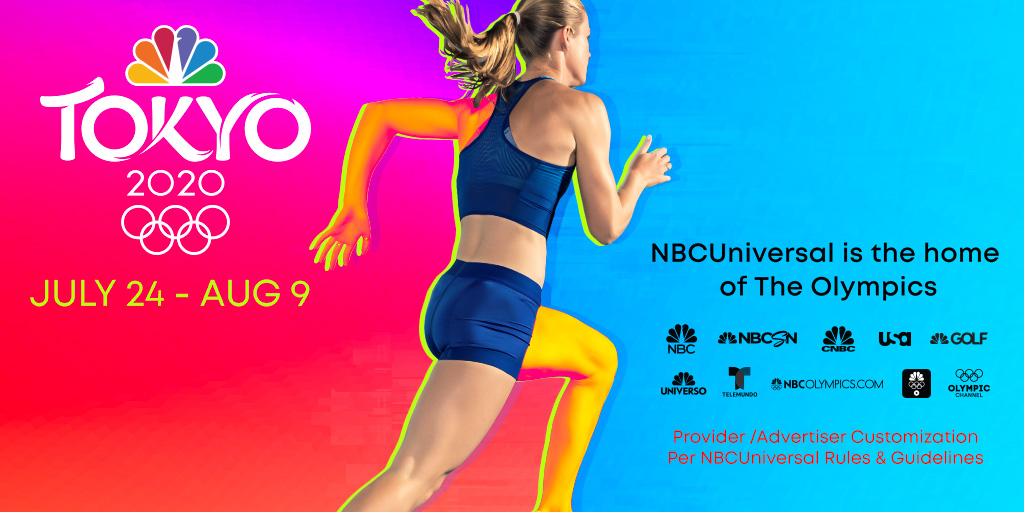 TOKYO
2020
JULY 24 - AUG 9
NBCUniversal is the home
of The Olympics
NBC NBCSN CNBC USA GOLF
UNIVERSO TELEMUNDO NBCOLYMPICS.COM OLYMPIC
CHANNEL
Provider /Advertiser Customization
Per NBCUniversal Rules & Guidelines